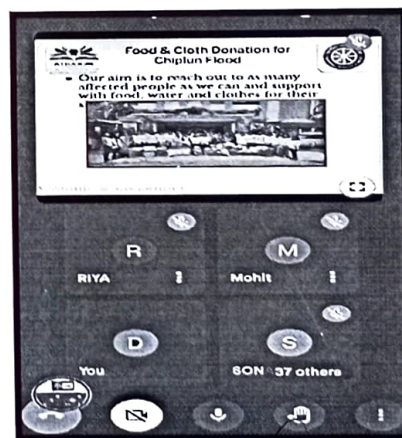 Food & Cloth Donation for
Chiplun Flood
Our aim is to reach out to as many
affected people as we can and support
with food, water and clothes for their
R
RIYA
M
Mohit
D
You
S
SON 37 others